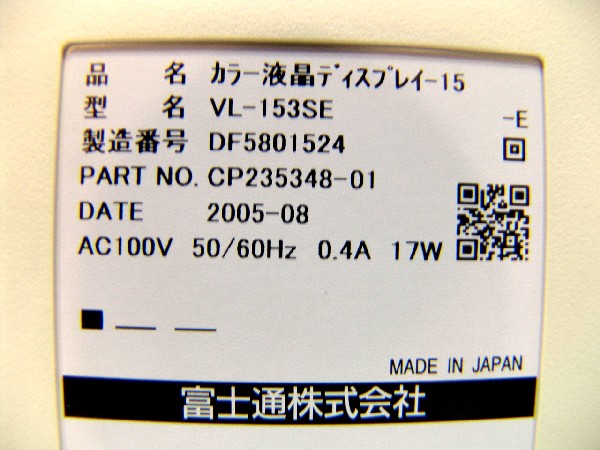 品　名 カラー液晶ディスプレイ-15
型　名 VL-153SE
-E
製造番号 DF5801524
PART NO. CP235348-01
DATE 2005-08
AC100V 50/60Hz 0.4A 17W
MADE IN JAPAN
富士通株式会社